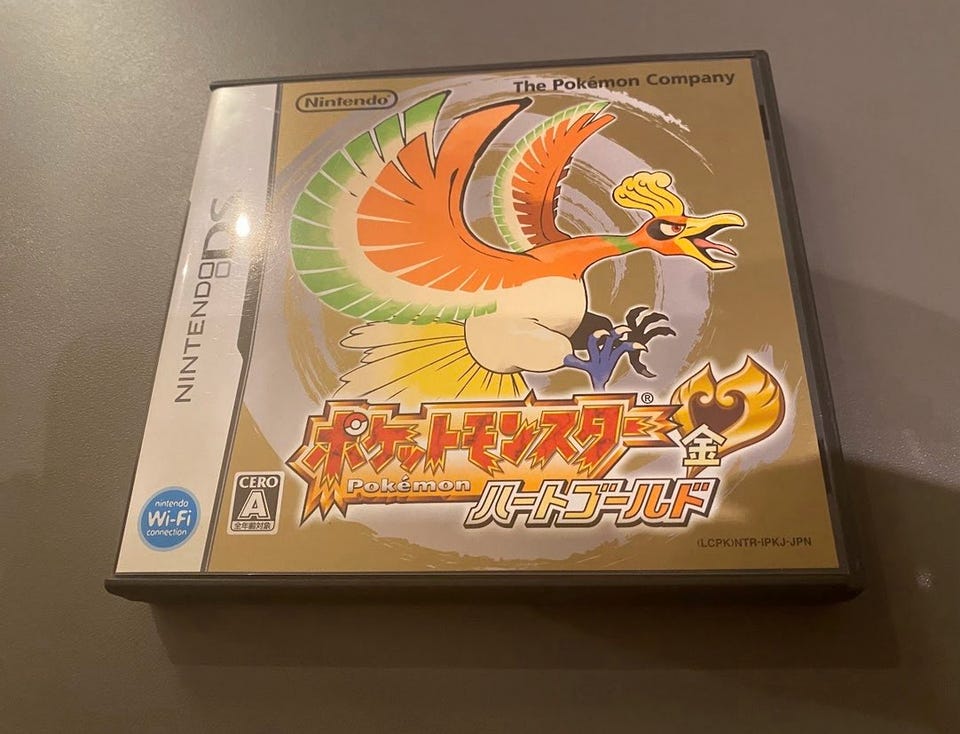 Nintendo®
The Pokémon Company
NINTENDO DS
ポケットモンスター®
Pokémon
金
ハートゴールド
CERO
A
全年齢対象
nintendo
Wi-Fi
connection
(LCPK)NTR-IPKJ-JPN